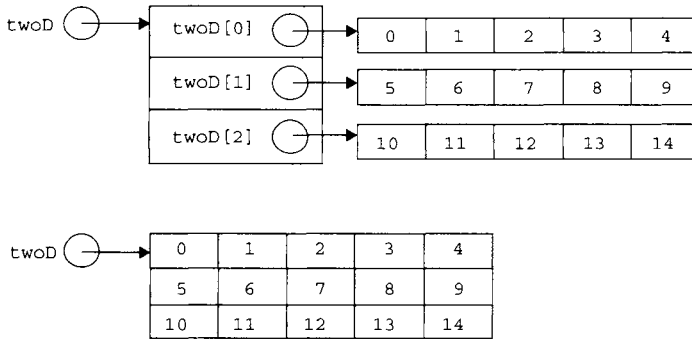 twoD twoD[0] 0 1 2 3 4
twoD[1] 5 6 7 8 9
twoD[2] 10 11 12 13 14
twoD 0 1 2 3 4
5 6 7 8 9
10 11 12 13 14